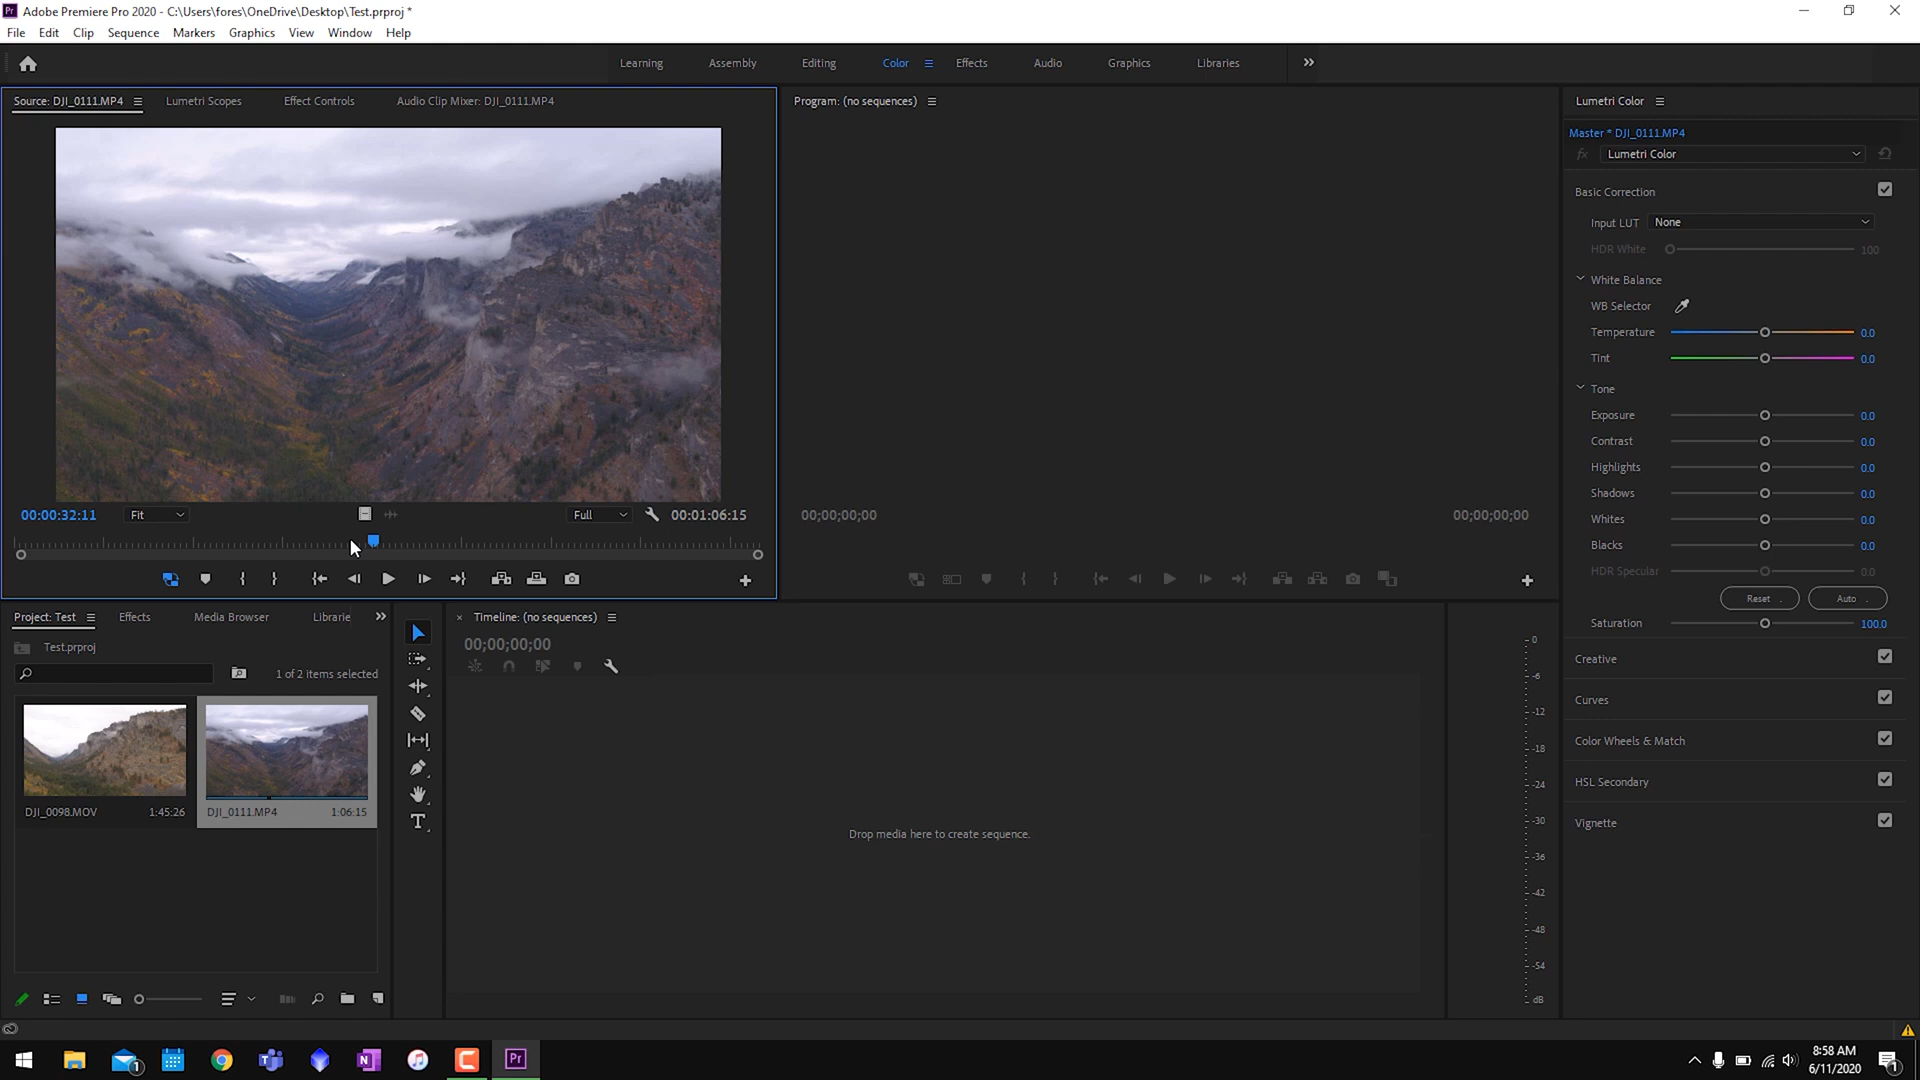 Pr Adobe Premiere Pro 2020 - C:\Users\fores\OneDrive\Desktop\Test.prproj *
File Edit Clip Sequence Markers Graphics View Window Help
Learning Assembly Editing Color Effects Audio Graphics Libraries
Source: DJI_0111.MP4 Lumetri Scopes Effect Controls Audio Clip Mixer: DJI_0111.MP4
Program: (no sequences)
Lumetri Color
Master * DJI_0111.MP4
fx Lumetri Color
Basic Correction
Input LUT None
HDR White 100
White Balance
WB Selector
Temperature 0.0
Tint 0.0
Tone
Exposure 0.0
Contrast 0.0
Highlights 0.0
Shadows 0.0
Whites 0.0
Blacks 0.0
HDR Specular 0.0
Reset Auto
Saturation 100.0
Creative
Curves
Color Wheels & Match
HSL Secondary
Vignette
00:00:32:11 Fit Full 00:01:06:15
00;00;00;00 00;00;00;00
Project: Test Effects Media Browser Librarie
Test.prproj
1 of 2 items selected
DJI_0098.MOV 1:45:26
DJI_0111.MP4 1:06:15
Timeline: (no sequences)
00;00;00;00
Drop media here to create sequence.
0
-6
-12
-18
-24
-30
-36
-42
-48
-54
dB
1
Pr
8:58 AM
6/11/2020
1